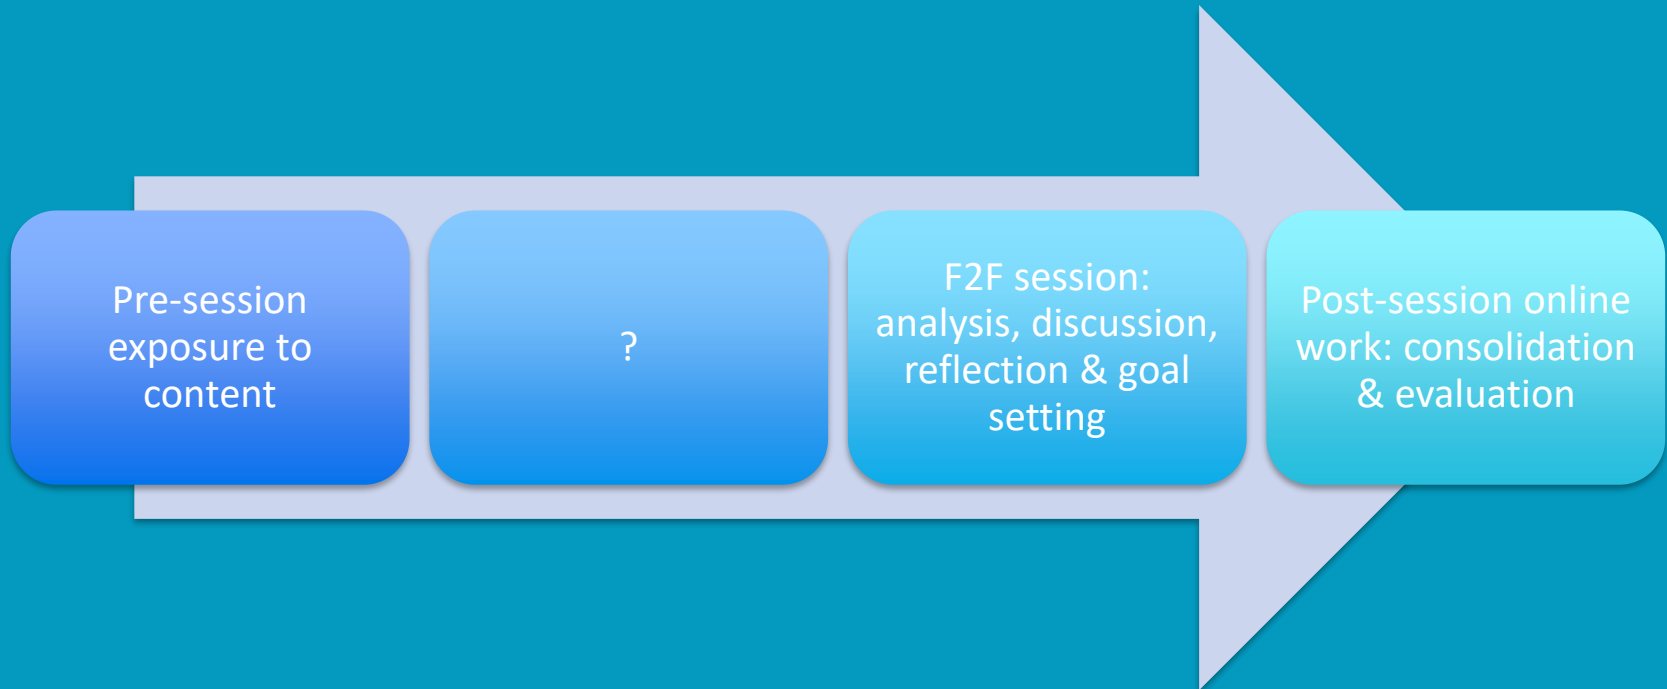 Pre-session
exposure to
content
?
F2F session:
analysis, discussion,
reflection & goal
setting
Post-session online
work: consolidation
& evaluation